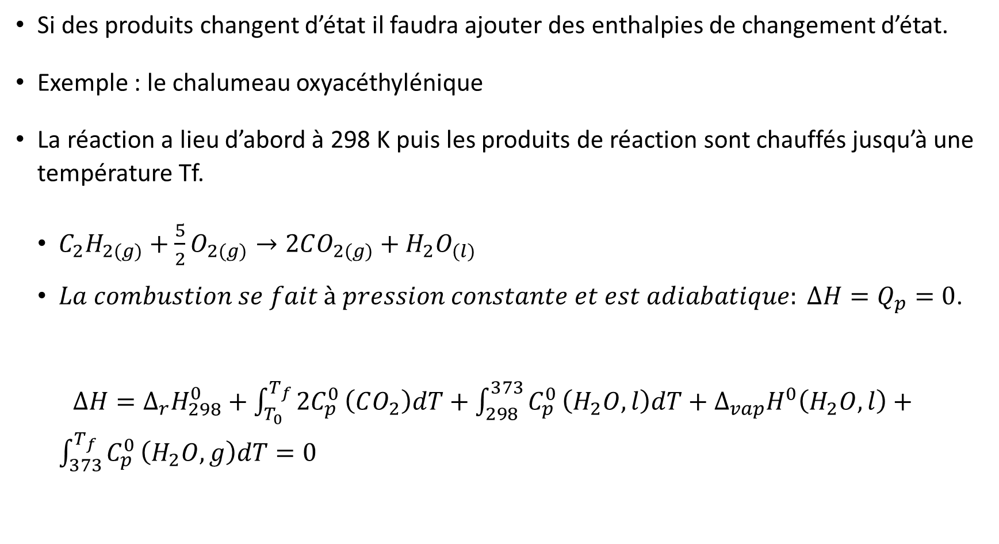 • Si des produits changent d’état il faudra ajouter des enthalpies de changement d’état.
• Exemple : le chalumeau oxyacéthylénique
• La réaction a lieu d’abord à 298 K puis les produits de réaction sont chauffés jusqu’à une
température Tf.
• $C_2H_{2(g)} + \frac{5}{2}O_{2(g)} \rightarrow 2CO_{2(g)} + H_2O_{(l)}$
• La combustion se fait à pression constante et est adiabatique: $\Delta H = Q_p = 0.$
$\Delta H = \Delta_r H^0_{298} + \int_{T_0}^{T_f} 2C_p^0(CO_2)dT + \int_{298}^{373} C_p^0(H_2O, l)dT + \Delta_{vap}H^0(H_2O, l) +$
$\int_{373}^{T_f} C_p^0(H_2O, g)dT = 0$